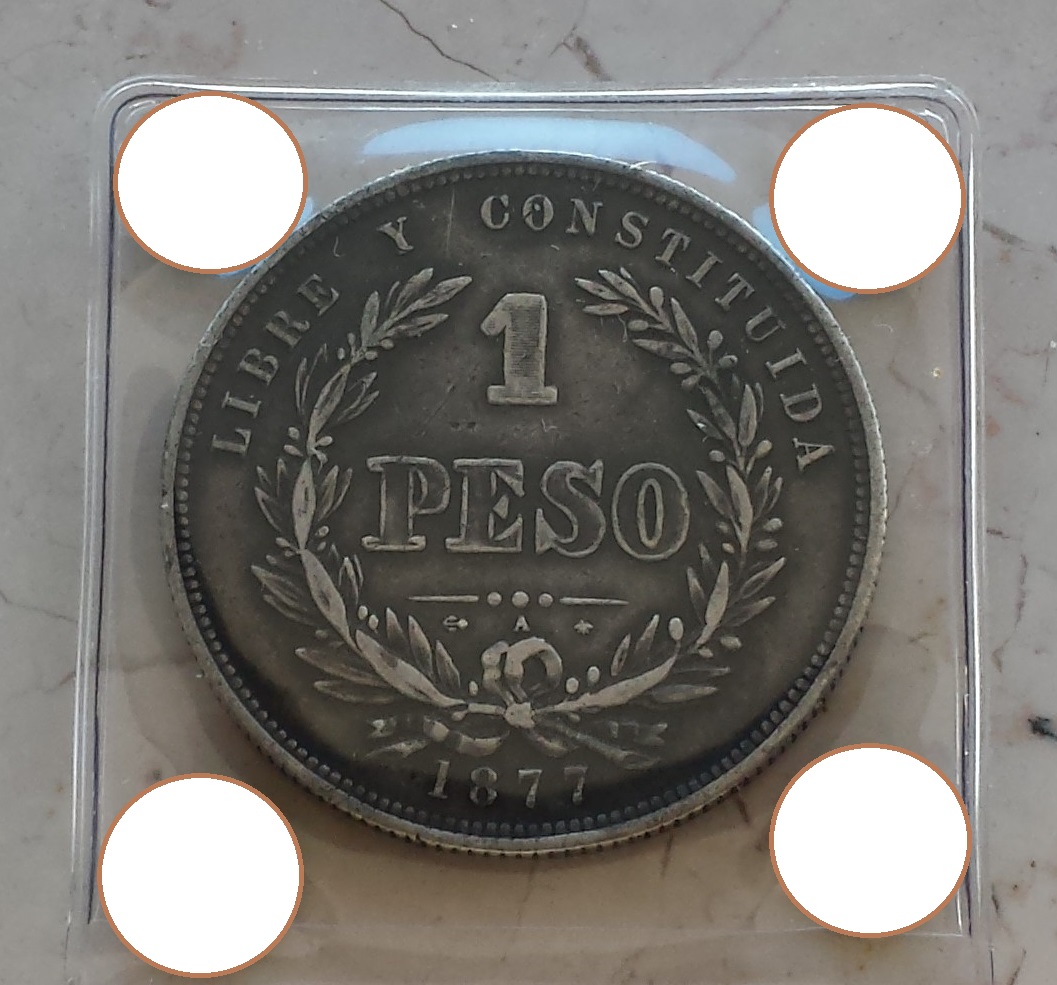 LIBRE Y CONSTITUIDA
1
PESO
A
1877